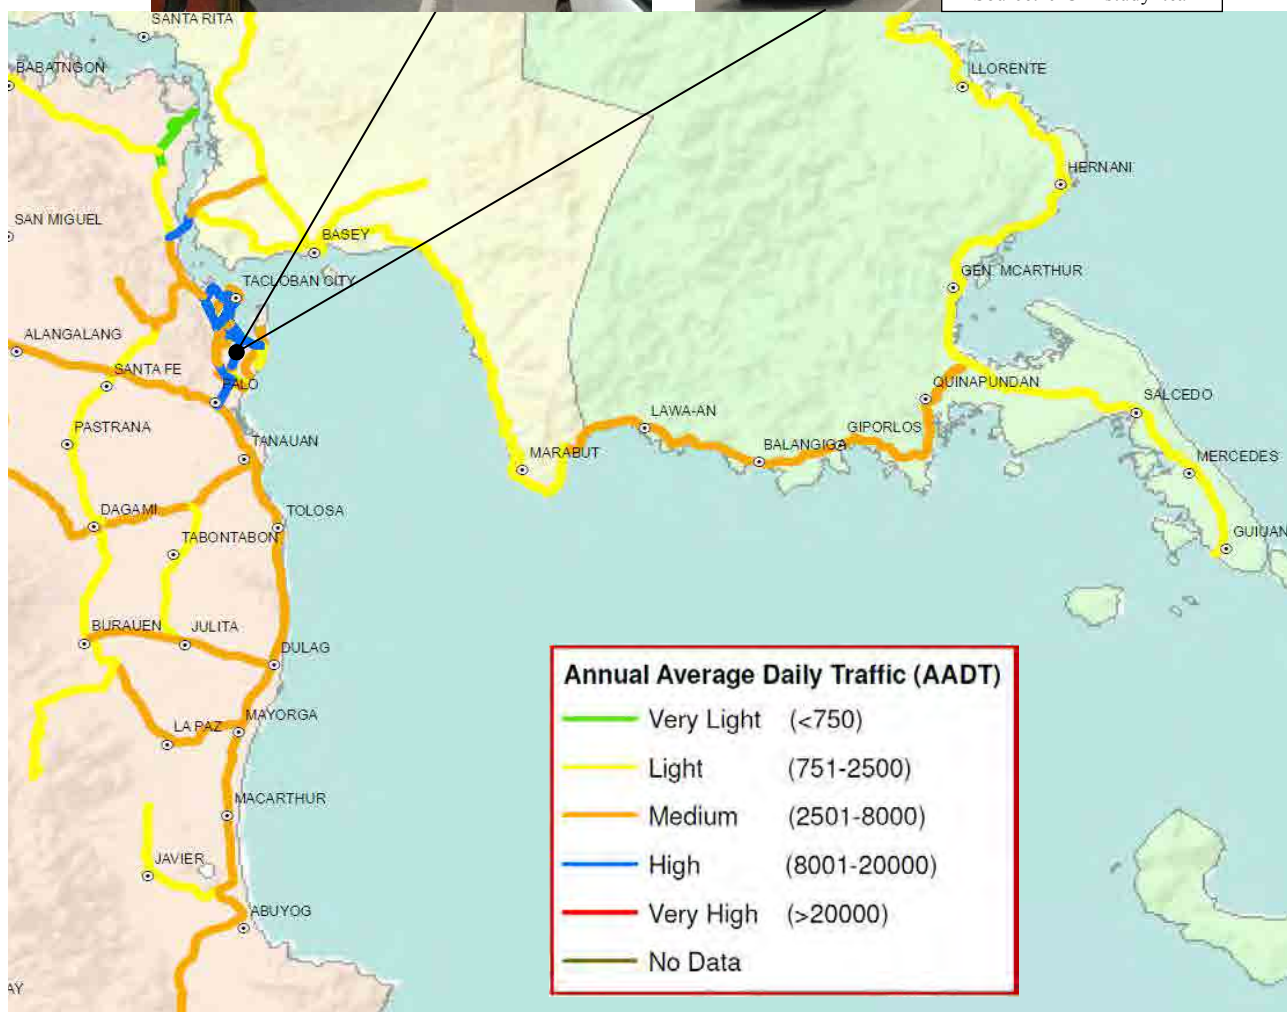 SANTA RITA
BABATNGON
LLORENTE
HERNANI
SAN MIGUEL
BASEY
GEN. MCARTHUR
TACLOBAN CITY
ALANGALANG
SANTA FE
PALO
QUINAPUNDAN
SALCEDO
LAWA-AN
GIPORLOS
PASTRANA
TANAUAN
BALANGIGA
MARABUT
MERCEDES
DAGAMI
TOLOSA
TABONTABON
GUIUAN
BURAUEN
JULITA
DULAG
Annual Average Daily Traffic (AADT)
Very Light (<750)
Light (751-2500)
Medium (2501-8000)
High (8001-20000)
Very High (>20000)
No Data
LA PAZ
MAYORGA
MACARTHUR
JAVIER
ABUYOG
AY